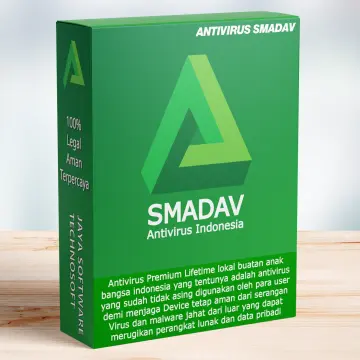 ANTIVIRUS SMADAV
100%
Legal
Aman
Terpercaya
JAYA SOFTWARE
TECHNOSOFT
SMADAV
Antivirus Indonesia
Antivirus Premium Lifetime lokal buatan anak
bangsa indonesia yang tentunya adalah antivirus
yang sudah tidak asing digunakan oleh para user
demi menjaga Device tetap aman dari serangan
Virus dan malware jahat dari luar yang dapat
merugikan perangkat lunak dan data pribadi